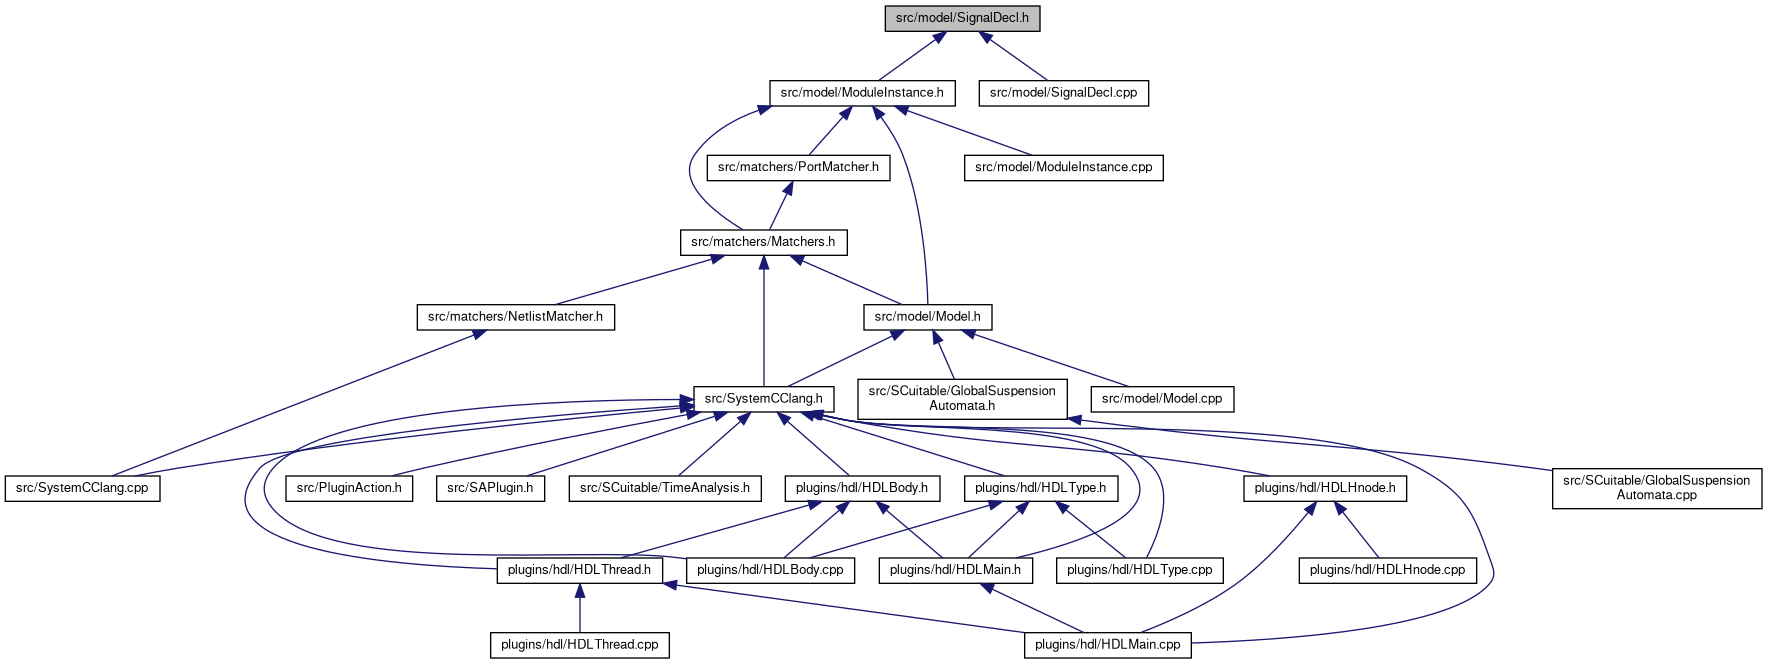 src/model/SignalDecl.h
src/model/ModuleInstance.h
src/model/SignalDecl.cpp
src/matchers/PortMatcher.h
src/model/ModuleInstance.cpp
src/matchers/Matchers.h
src/matchers/NetlistMatcher.h
src/model/Model.h
src/SystemCClang.h
src/SCuitable/GlobalSuspension
Automata.h
src/model/Model.cpp
src/SystemCClang.cpp
src/PluginAction.h
src/SAPlugin.h
src/SCuitable/TimeAnalysis.h
plugins/hdl/HDLBody.h
plugins/hdl/HDLType.h
plugins/hdl/HDLHnode.h
src/SCuitable/GlobalSuspension
Automata.cpp
plugins/hdl/HDLThread.h
plugins/hdl/HDLBody.cpp
plugins/hdl/HDLMain.h
plugins/hdl/HDLType.cpp
plugins/hdl/HDLHnode.cpp
plugins/hdl/HDLThread.cpp
plugins/hdl/HDLMain.cpp